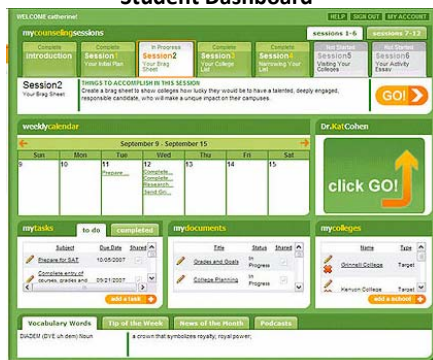 Student Dashboard
WELCOME catherine!
HELP SIGN OUT MY ACCOUNT
mycounselingsessions
sessions 1-6 sessions 7-12
Complete Complete In Progress Complete Complete Not Started Not Started
Introduction Session1 Session2 Session3 Session4 Session5 Session6
Your Initial Plan Your Brag Sheet Your College List Narrowing Your List Visiting Your Colleges Your Activity Essay
Session2
Your Brag Sheet
THINGS TO ACCOMPLISH IN THIS SESSION
Create a brag sheet to show colleges how lucky they would be to have a talented, deeply engaged,
responsible candidate, who will make a unique impact on their campuses.
GO!
weeklycalendar
September 9 - September 15
Sun Mon Tue Wed Thu Fri Sat
9 10 11 12 13 14 15
Prepare...
Complete...
Complete...
Research...
Send Gri...
Dr.KatCohen
click GO!
mytasks to do completed
Subject Due Date Shared
Prepare for SAT 10/05/2007
Complete entry of
courses, grades and 09/21/2007
add a task
mydocuments
Title Status Shared
Grades and Goals In Progress
College Planning In Progress
mycolleges
Name Type
Grinnell College Target
Kenyon College Target
add a school
Vocabulary Words Tip of the Week News of the Month Podcasts
DIADEM (DYE uh dem) Noun a crown that symbolizes royalty; royal power;